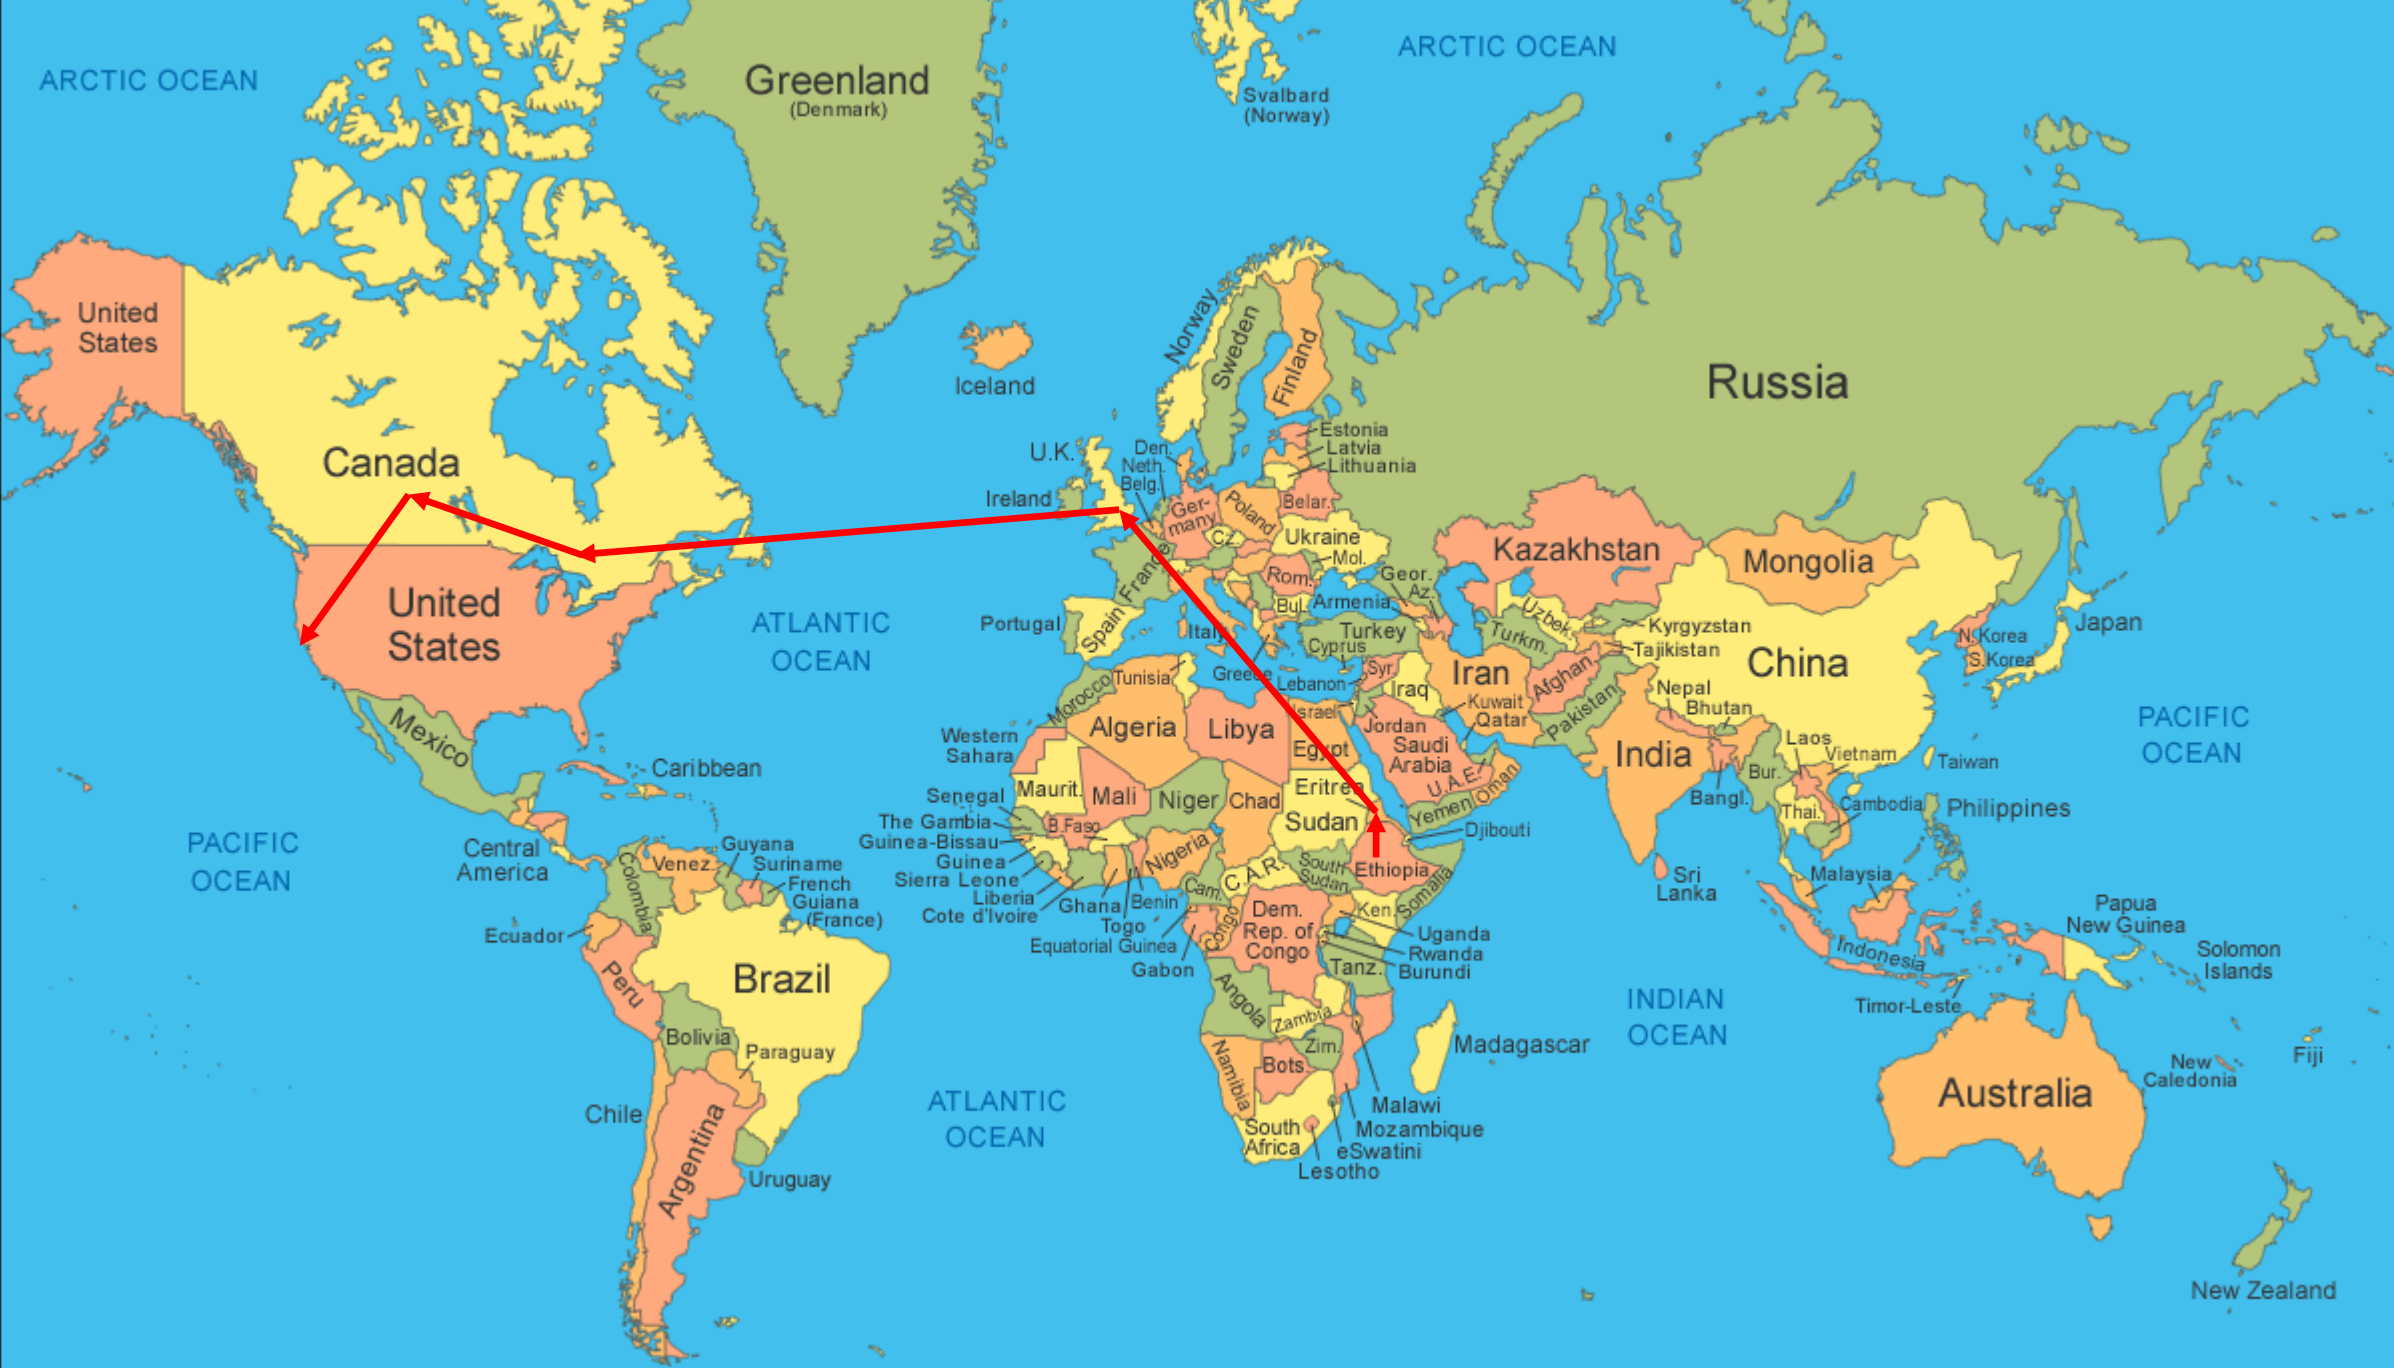 ARCTIC OCEAN
Greenland
(Denmark)
ARCTIC OCEAN
Svalbard
(Norway)
United
States
Canada
Iceland
Norway
Sweden
Finland
Russia
Estonia
Latvia
Lithuania
U.K.
Ireland
Den.
Neth.
Belg.
Ger-
many
Poland
Belar.
Ukraine
Cz.
Mol.
France
Rom.
Bul.
Geor.
Az.
Armenia
Kazakhstan
Mongolia
Uzbek.
Turkm.
Kyrgyzstan
Tajikistan
United
States
ATLANTIC
OCEAN
Portugal
Spain
Italy
Greece
Turkey
Cyprus
Syr.
Lebanon
Israel
Iraq
Iran
Kuwait
Qatar
Jordan
Saudi
Arabia
U.A.E.
Oman
Yemen
Afghan.
Pakistan
India
Nepal
Bhutan
Bangl.
Bur.
China
N.Korea
S.Korea
Japan
PACIFIC
OCEAN
Taiwan
Laos
Vietnam
Thai.
Cambodia
Philippines
Malaysia
Sri
Lanka
Indonesia
Timor-Leste
Papua
New Guinea
Solomon
Islands
Mexico
Caribbean
Central
America
PACIFIC
OCEAN
Venez.
Guyana
Suriname
French
Guiana
(France)
Colombia
Ecuador
Peru
Brazil
Bolivia
Paraguay
Chile
Argentina
Uruguay
Morocco
Tunisia
Algeria
Libya
Egypt
Western
Sahara
Maurit.
Mali
Niger
Chad
Eritrea
Sudan
Senegal
The Gambia
Guinea-Bissau
Guinea
Sierra Leone
Liberia
Cote d'Ivoire
B.Faso
Ghana
Togo
Benin
Nigeria
Equatorial Guinea
Gabon
Cam.
C.A.R.
South
Sudan
Ethiopia
Djibouti
Somalia
Ken.
Uganda
Rwanda
Burundi
Congo
Dem.
Rep. of
Congo
Tanz.
Angola
Zambia
Zim.
Namibia
Bots.
South
Africa
Malawi
Mozambique
eSwatini
Lesotho
Madagascar
INDIAN
OCEAN
ATLANTIC
OCEAN
Australia
New
Caledonia
Fiji
New Zealand